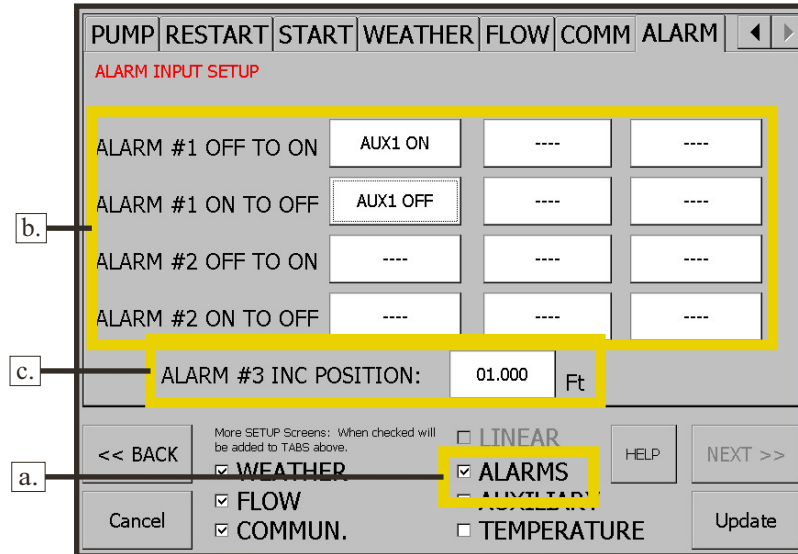 PUMP RESTART START WEATHER FLOW COMM ALARM
ALARM INPUT SETUP
ALARM #1 OFF TO ON AUX1 ON ---- ----
ALARM #1 ON TO OFF AUX1 OFF ---- ----
b.
ALARM #2 OFF TO ON ---- ---- ----
ALARM #2 ON TO OFF ---- ---- ----
c.
ALARM #3 INC POSITION: 01.000 Ft
<< BACK
More SETUP Screens: When checked will
be added to TABS above.
LINEAR
HELP
NEXT >>
a.
WEATHER
ALARMS
FLOW
AUXILIARY
Cancel
COMMUN.
TEMPERATURE
Update